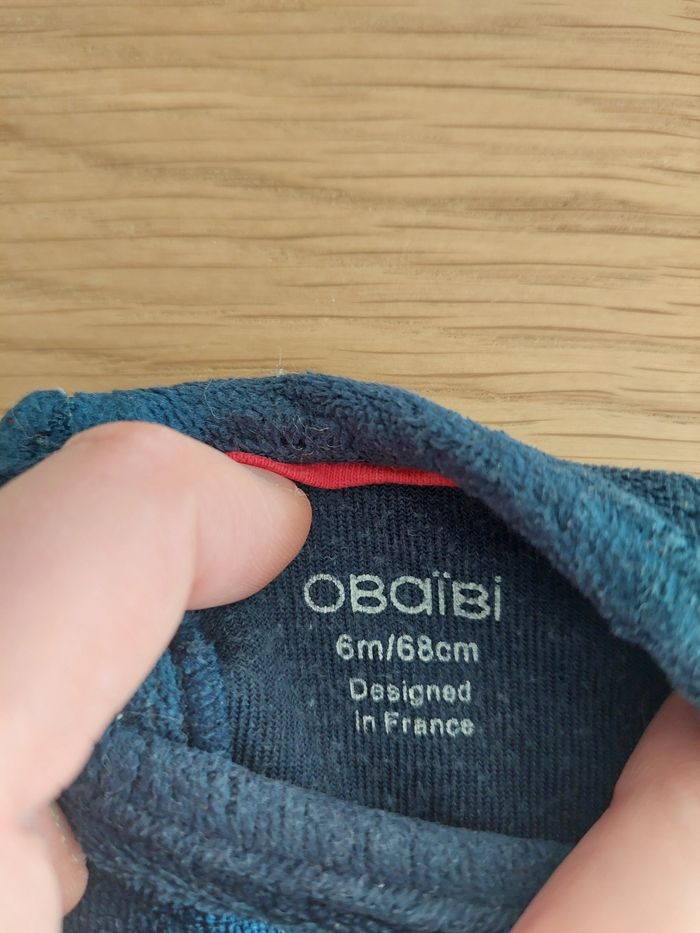 OBaïBi
6m/68cm
Designed
in France